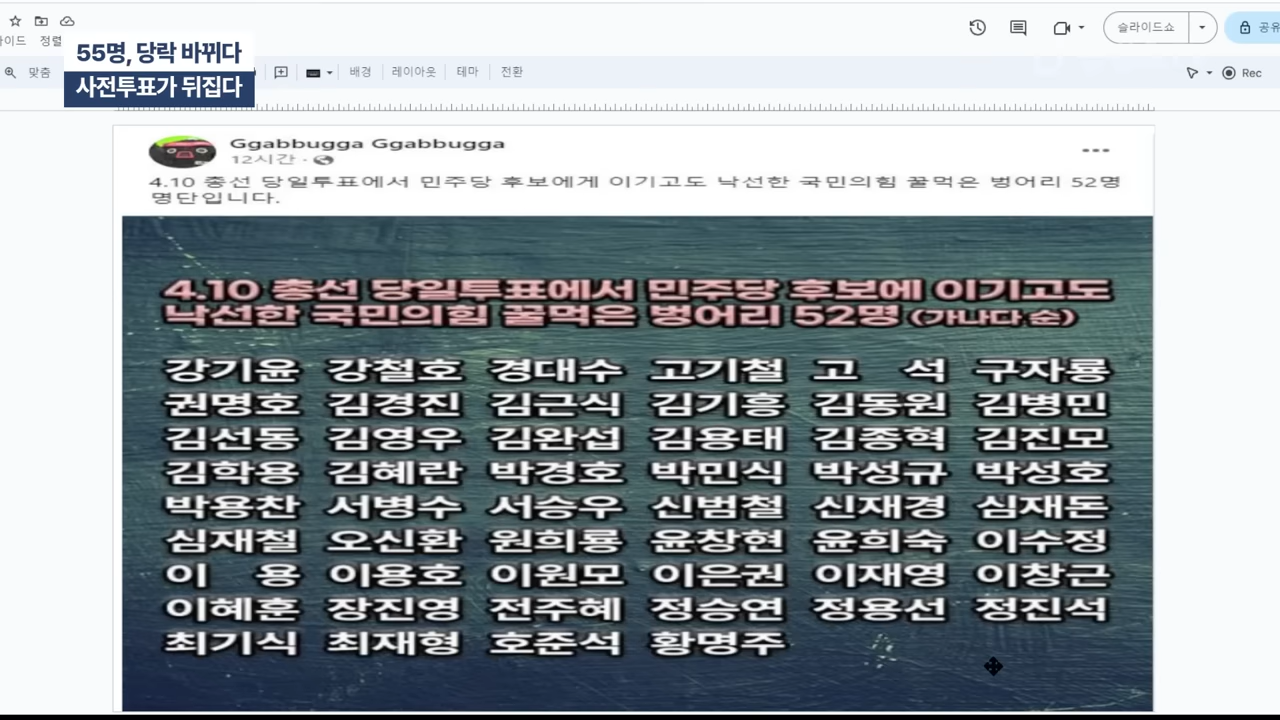 55명, 당락 바뀌다
사전투표가 뒤집다
정렬
슬라이드쇼
공유
맞춤
배경 레이아웃 테마 전환
Rec
Ggabbugga Ggabbugga
12시간 ·
4.10 총선 당일투표에서 민주당 후보에게 이기고도 낙선한 국민의힘 꿀먹은 벙어리 52명
명단입니다.
4.10 총선 당일투표에서 민주당 후보에 이기고도
낙선한 국민의힘 꿀먹은 벙어리 52명 (가나다 순)
강기윤 강철호 경대수 고기철 고 석 구자룡
권명호 김경진 김근식 김기흥 김동원 김병민
김선동 김영우 김완섭 김용태 김종혁 김진모
김학용 김혜란 박경호 박민식 박성규 박성호
박용찬 서병수 서승우 신범철 신재경 심재돈
심재철 오신환 원희룡 윤창현 윤희숙 이수정
이 용 이용호 이원모 이은권 이재영 이창근
이혜훈 장진영 전주혜 정승연 정용선 정진석
최기식 최재형 호준석 황명주